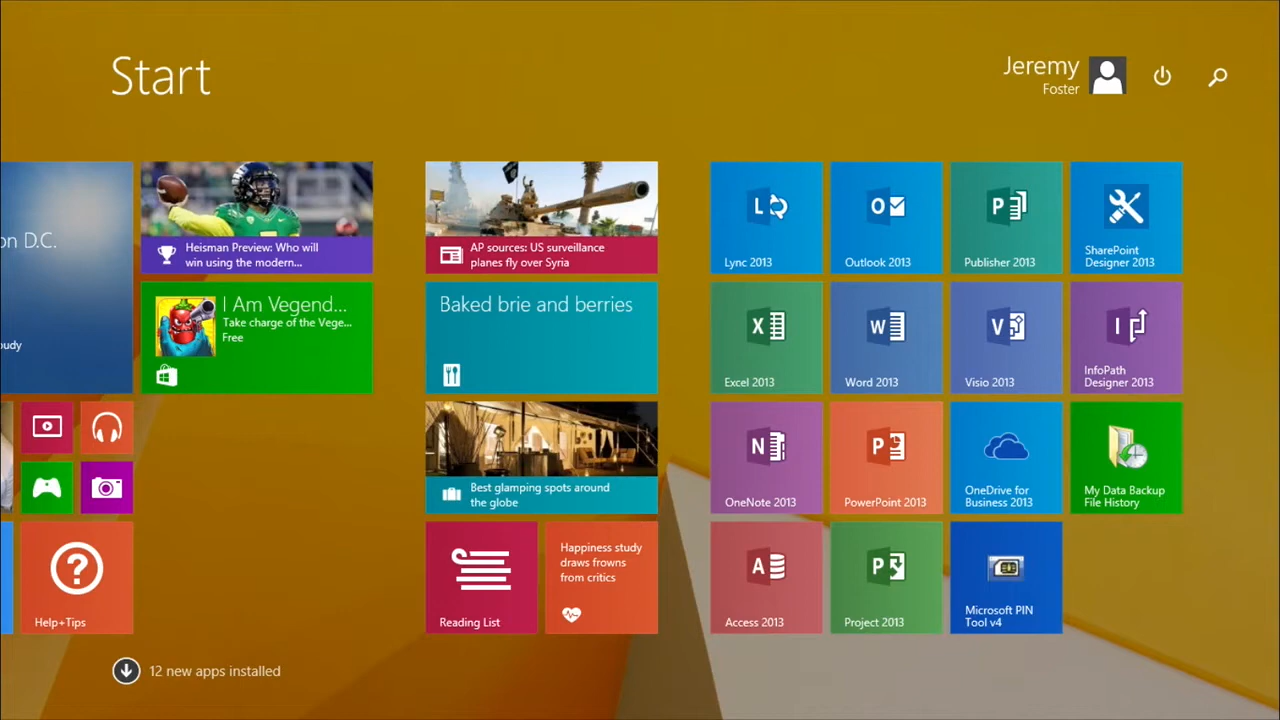 Start
Jeremy
Foster
on D.C.
oudy
Help+Tips
Heisman Preview: Who will
win using the modern...
I Am Vegend...
Take charge of the Vege...
Free
AP sources: US surveillance
planes fly over Syria
Baked brie and berries
Best glamping spots around
the globe
Reading List
Happiness study
draws frowns
from critics
L
Lync 2013
O
Outlook 2013
P
Publisher 2013
SharePoint
Designer 2013
X
Excel 2013
W
Word 2013
V
Visio 2013
I
InfoPath
Designer 2013
N
OneNote 2013
P
PowerPoint 2013
OneDrive for
Business 2013
My Data Backup
File History
A
Access 2013
P
Project 2013
Microsoft PIN
Tool v4
12 new apps installed